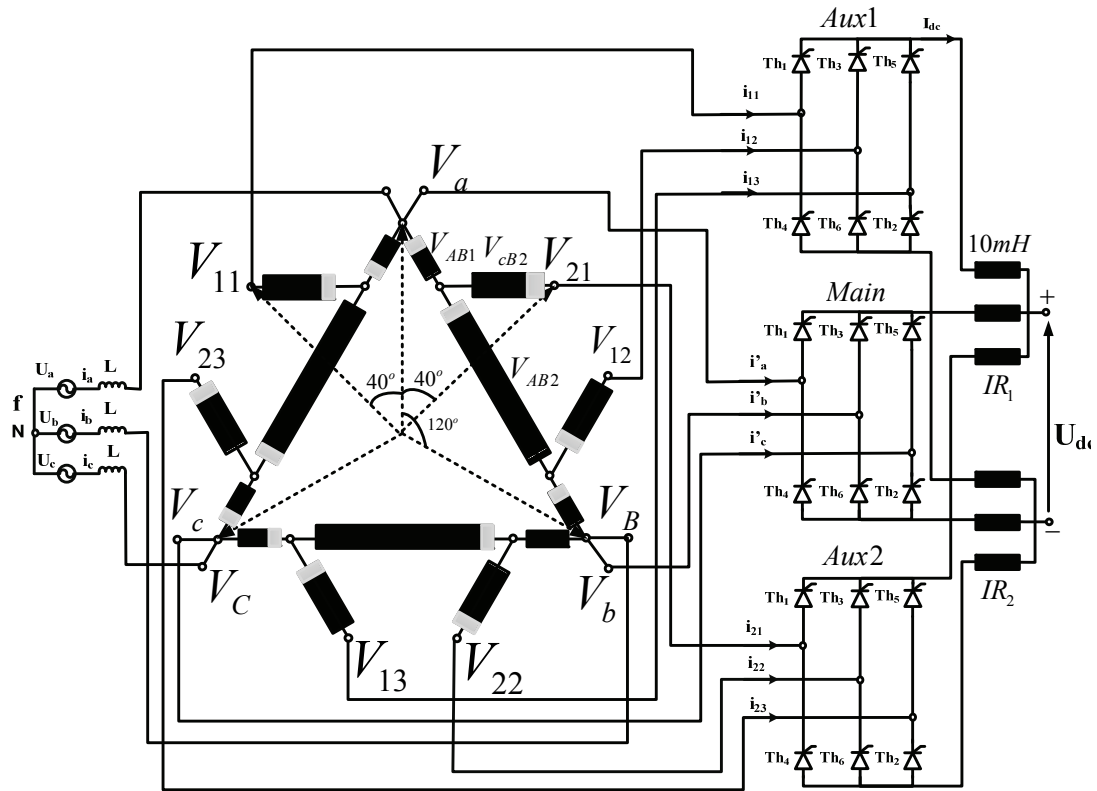 Aux1
I_dc
Th₁
Th₃
Th₅
i₁₁
i₁₂
i₁₃
Th₄
Th₆
Th₂
V_a
V_AB1
V_cB2
V₁₁
V₂₁
10mH
Main
+
Th₁
Th₃
Th₅
V₂₃
V₁₂
V_AB2
IR₁
40°
40°
120°
U_a
i_a
L
f
N
U_b
i_b
L
U_c
i_c
L
i'_a
i'_b
i'_c
Th₄
Th₆
Th₂
V_c
V_B
−
V_C
V_b
Aux2
IR₂
Th₁
Th₃
Th₅
V₁₃
V₂₂
i₂₁
i₂₂
i₂₃
Th₄
Th₆
Th₂